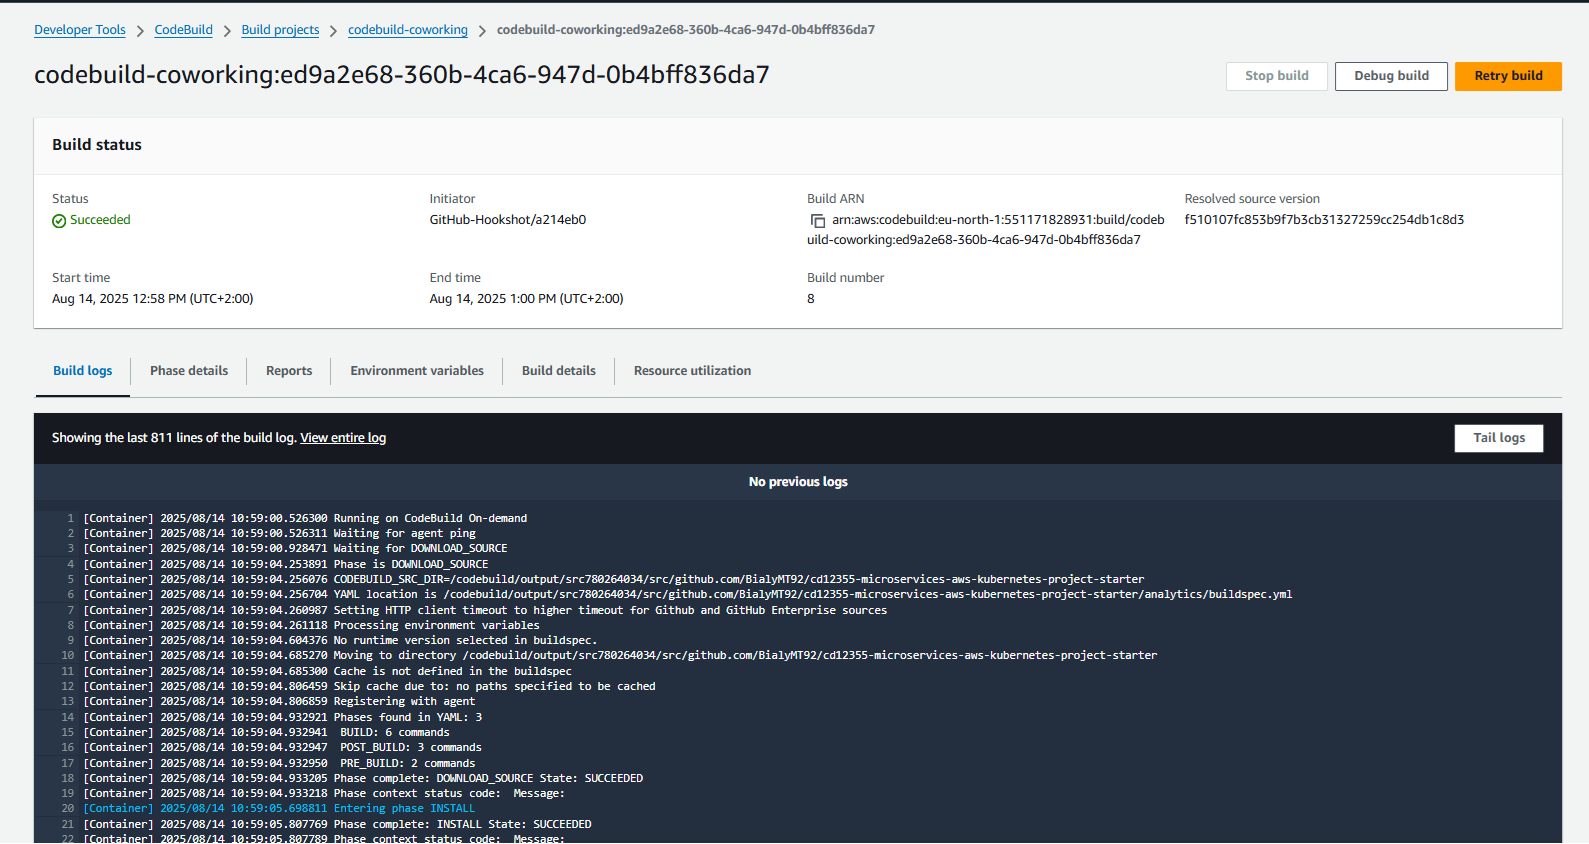 Developer Tools > CodeBuild > Build projects > codebuild-coworking > codebuild-coworking:ed9a2e68-360b-4ca6-947d-0b4bff836da7
codebuild-coworking:ed9a2e68-360b-4ca6-947d-0b4bff836da7
Stop build
Debug build
Retry build
Build status
Status
Succeeded
Initiator
GitHub-Hookshot/a214eb0
Build ARN
arn:aws:codebuild:eu-north-1:551171828931:build/codeb
uild-coworking:ed9a2e68-360b-4ca6-947d-0b4bff836da7
Resolved source version
f510107fc853b9f7b3cb31327259cc254db1c8d3
Start time
Aug 14, 2025 12:58 PM (UTC+2:00)
End time
Aug 14, 2025 1:00 PM (UTC+2:00)
Build number
8
Build logs
Phase details
Reports
Environment variables
Build details
Resource utilization
Showing the last 811 lines of the build log. View entire log
Tail logs
No previous logs
1 [Container] 2025/08/14 10:59:00.526300 Running on CodeBuild On-demand
2 [Container] 2025/08/14 10:59:00.526311 Waiting for agent ping
3 [Container] 2025/08/14 10:59:00.928471 Waiting for DOWNLOAD_SOURCE
4 [Container] 2025/08/14 10:59:04.253891 Phase is DOWNLOAD_SOURCE
5 [Container] 2025/08/14 10:59:04.256076 CODEBUILD_SRC_DIR=/codebuild/output/src780264034/src/github.com/BialyMT92/cd12355-microservices-aws-kubernetes-project-starter
6 [Container] 2025/08/14 10:59:04.256704 YAML location is /codebuild/output/src780264034/src/github.com/BialyMT92/cd12355-microservices-aws-kubernetes-project-starter/analytics/buildspec.yml
7 [Container] 2025/08/14 10:59:04.260987 Setting HTTP client timeout to higher timeout for Github and GitHub Enterprise sources
8 [Container] 2025/08/14 10:59:04.261118 Processing environment variables
9 [Container] 2025/08/14 10:59:04.604376 No runtime version selected in buildspec.
10 [Container] 2025/08/14 10:59:04.685270 Moving to directory /codebuild/output/src780264034/src/github.com/BialyMT92/cd12355-microservices-aws-kubernetes-project-starter
11 [Container] 2025/08/14 10:59:04.685300 Cache is not defined in the buildspec
12 [Container] 2025/08/14 10:59:04.806459 Skip cache due to: no paths specified to be cached
13 [Container] 2025/08/14 10:59:04.806859 Registering with agent
14 [Container] 2025/08/14 10:59:04.932921 Phases found in YAML: 3
15 [Container] 2025/08/14 10:59:04.932941 BUILD: 6 commands
16 [Container] 2025/08/14 10:59:04.932947 POST_BUILD: 3 commands
17 [Container] 2025/08/14 10:59:04.932950 PRE_BUILD: 2 commands
18 [Container] 2025/08/14 10:59:04.933205 Phase complete: DOWNLOAD_SOURCE State: SUCCEEDED
19 [Container] 2025/08/14 10:59:04.933218 Phase context status code: Message:
20 [Container] 2025/08/14 10:59:05.698811 Entering phase INSTALL
21 [Container] 2025/08/14 10:59:05.807769 Phase complete: INSTALL State: SUCCEEDED
22 [Container] 2025/08/14 10:59:05.807789 Phase context status code: Message: